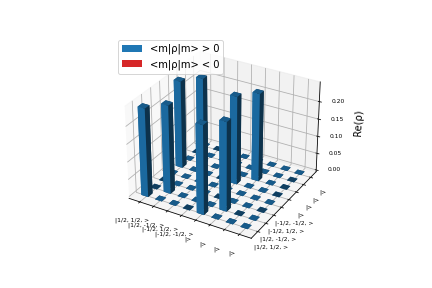 <m|ρ|m> > 0
<m|ρ|m> < 0
0.20
0.15
0.10
0.05
0.00
Re(ρ)
|1/2, 1/2, >
|1/2, -1/2, >
|-1/2, 1/2, >
|-1/2, -1/2, >
|>
|>
|>
|>
|>
|>
|>
|>
|-1/2, -1/2, >
|-1/2, 1/2, >
|1/2, -1/2, >
|1/2, 1/2, >